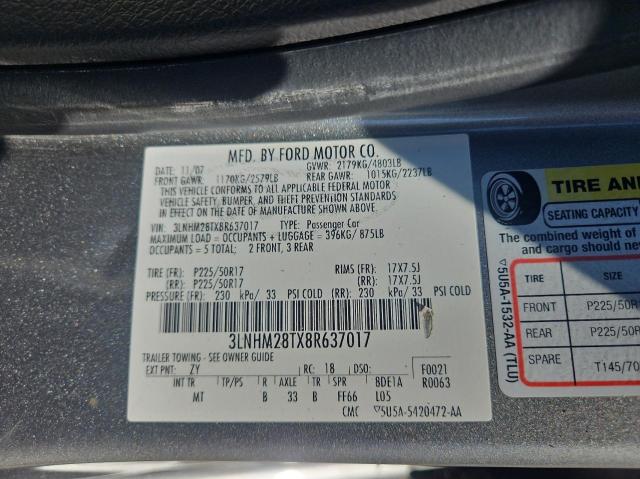 MFD. BY FORD MOTOR CO.
DATE: 11/07 GVWR: 2179KG/4803LB
FRONT GAWR: 1170KG/2579LB REAR GAWR: 1015KG/2237LB
THIS VEHICLE CONFORMS TO ALL APPLICABLE FEDERAL MOTOR
VEHICLE SAFETY, BUMPER, AND THEFT PREVENTION
STANDARDS IN EFFECT ON THE DATE OF MANUFACTURE SHOWN ABOVE.
VIN: 3LNHM28TX8R637017 TYPE: Passenger Car
MAXIMUM LOAD = OCCUPANTS + LUGGAGE = 396KG/ 875LB
OCCUPANTS = 5 TOTAL; 2 FRONT, 3 REAR
TIRE (FR): P225/50R17 RIMS (FR): 17X7.5J
(RR): P225/50R17 (RR): 17X7.5J
PRESSURE (FR): 230 kPa/ 33 PSI COLD (RR): 230 kPa/ 33 PSI COLD
3LNHM28TX8R637017
TRAILER TOWING - SEE OWNER GUIDE
EXT PNT: ZY RC: 18 DSO: F0021
INT TR TP/PS R AXLE TR SPR 8DE1A R0063
MT B 33 B FF66 L05
CMC ▽5U5A-5420472-AA
TIRE AND
SEATING CAPACITY
The combined weight of
and cargo should ne
▽5U5A-1532-AA (TLU)
TIRE SIZE
FRONT P225/50R
REAR P225/50R
SPARE T145/70